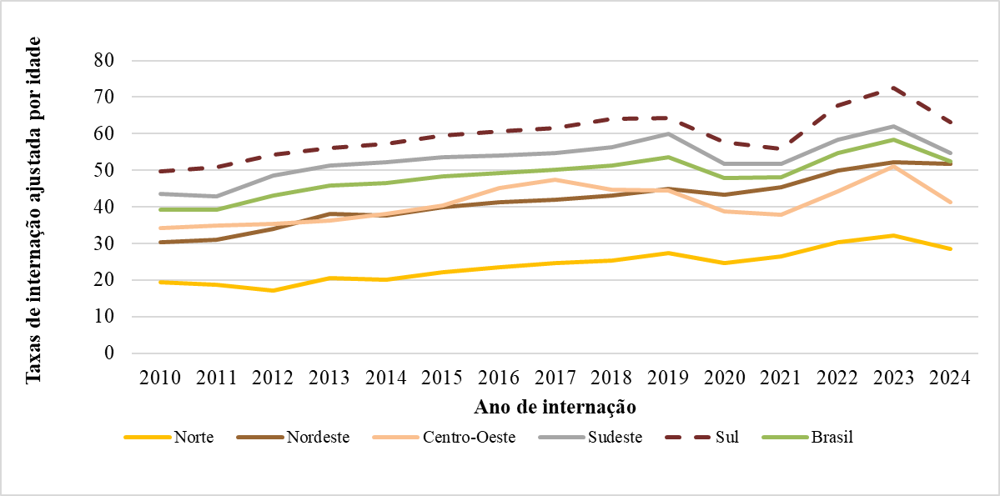 Taxas de internação ajustada por idade
80
70
60
50
40
30
20
10
0
2010 2011 2012 2013 2014 2015 2016 2017 2018 2019 2020 2021 2022 2023 2024
Ano de internação
Norte Nordeste Centro-Oeste Sudeste Sul Brasil